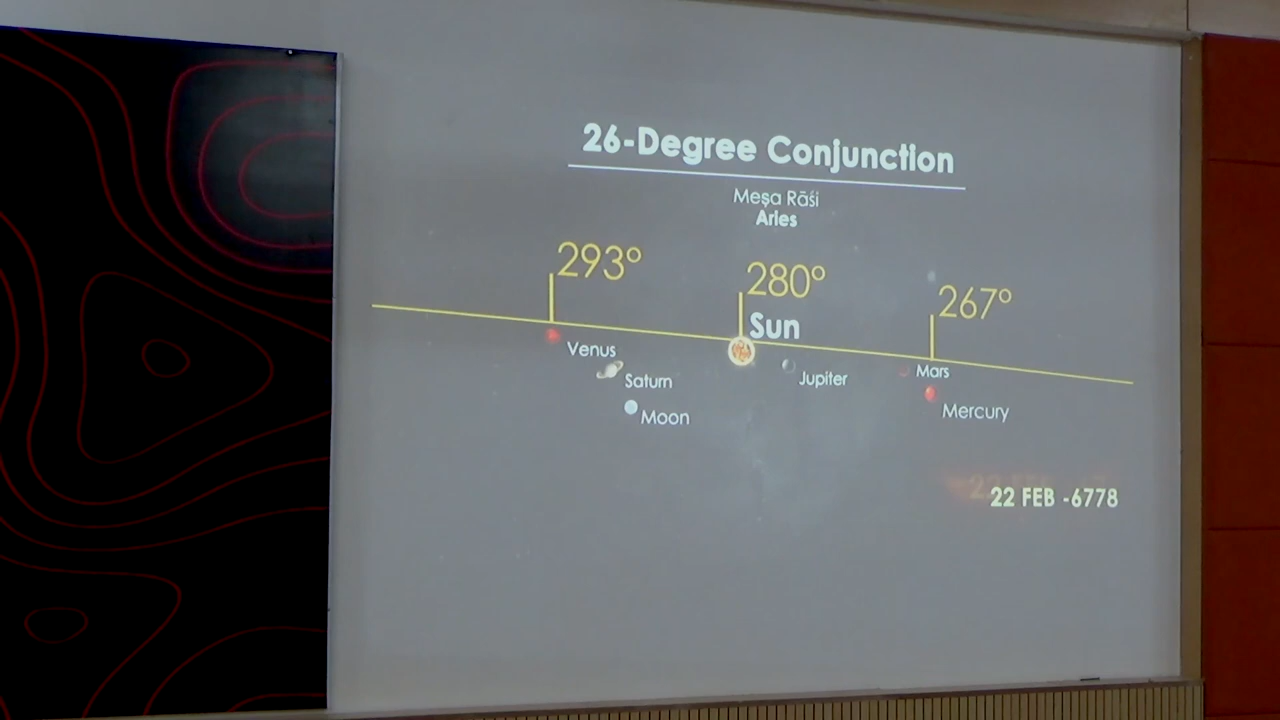 26-Degree Conjunction
Meṣa Rāśi
Aries
293°
280°
267°
Sun
Venus
Saturn
Moon
Jupiter
Mars
Mercury
22 FEB -6778